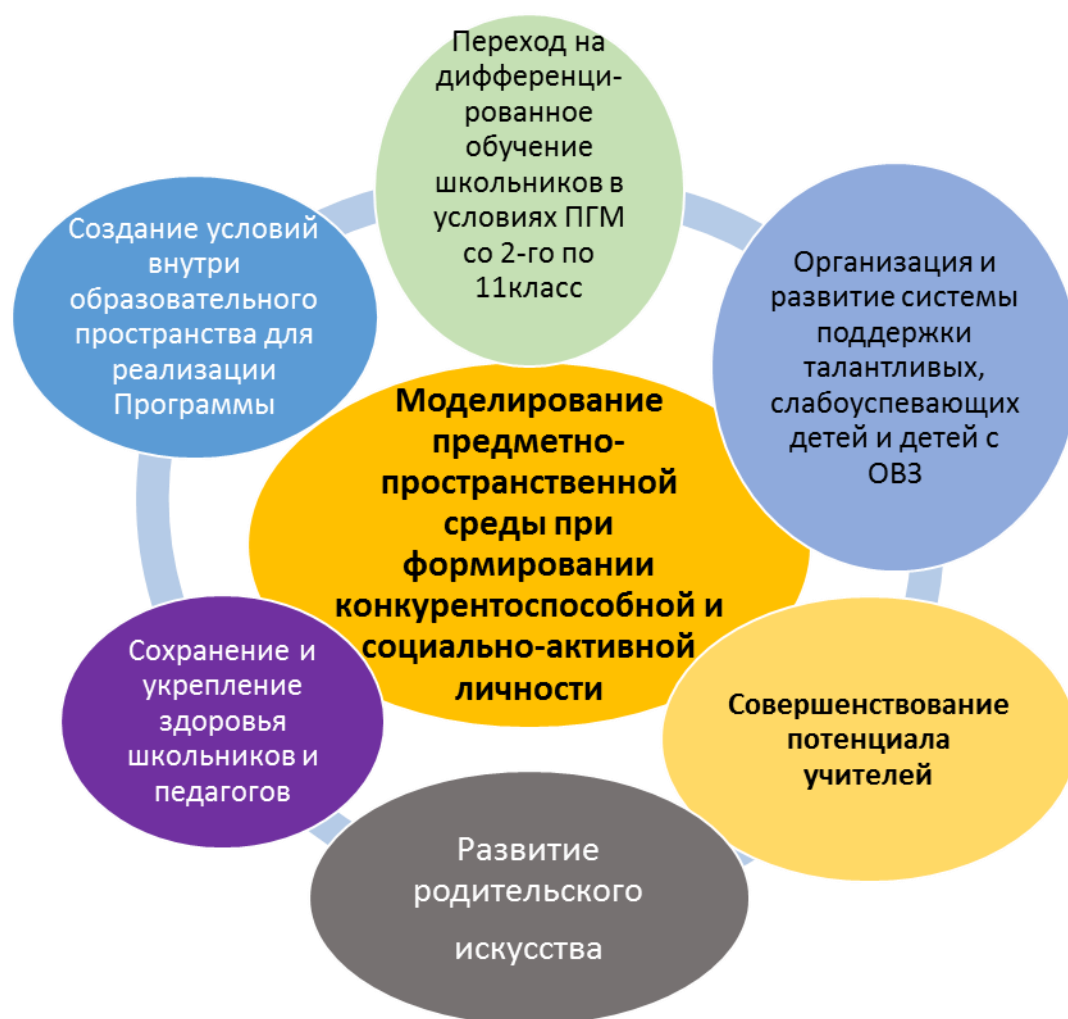 Переход на
дифференци-
рованное
обучение
школьников в
условиях ПГМ
со 2-го по
11класс
Организация и
развитие системы
поддержки
талантливых,
слабоуспевающих
детей и детей с
ОВЗ
Совершенствование
потенциала
учителей
Развитие
родительского
искусства
Сохранение и
укрепление
здоровья
школьников и
педагогов
Создание условий
внутри
образовательного
пространства для
реализации
Программы
Моделирование
предметно-
пространственной
среды при
формировании
конкурентоспособной и
социально-активной
личности